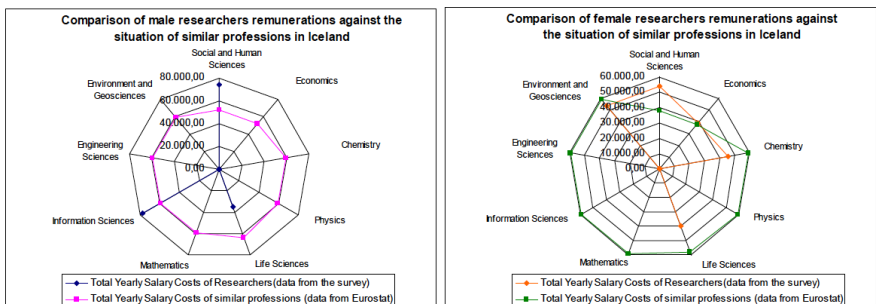 Comparison of male researchers remunerations against the
situation of similar professions in Iceland
Social and Human
Sciences
80.000,00
60.000,00
40.000,00
20.000,00
0,00
Economics
Chemistry
Physics
Life Sciences
Mathematics
Information Sciences
Engineering
Sciences
Environment and
Geosciences
Total Yearly Salary Costs of Researchers(data from the survey)
Total Yearly Salary Costs of similar professions (data from Eurostat)
Comparison of female researchers remunerations against
the situation of similar professions in Iceland
Social and Human
Sciences
60.000,00
50.000,00
40.000,00
30.000,00
20.000,00
10.000,00
0,00
Economics
Chemistry
Physics
Life Sciences
Mathematics
Information Sciences
Engineering
Sciences
Environment and
Geosciences
Total Yearly Salary Costs of Researchers (data from the survey)
Total Yearly Salary Costs of similar professions (data from Eurostat)